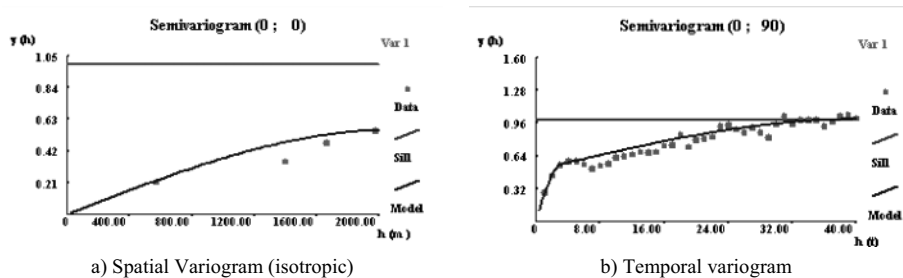 Semivariogram (0 ; 0)
γ (h)
Var 1
1.05
0.84
0.63
0.42
0.21
0 400.00 800.00 1200.00 1600.00 2000.00
h (m)
Data
Sill
Model
a) Spatial Variogram (isotropic)
Semivariogram (0 ; 90)
γ (h)
Var 1
1.60
1.28
0.96
0.64
0.32
0 8.00 16.00 24.00 32.00 40.00
h (t)
Data
Sill
Model
b) Temporal variogram